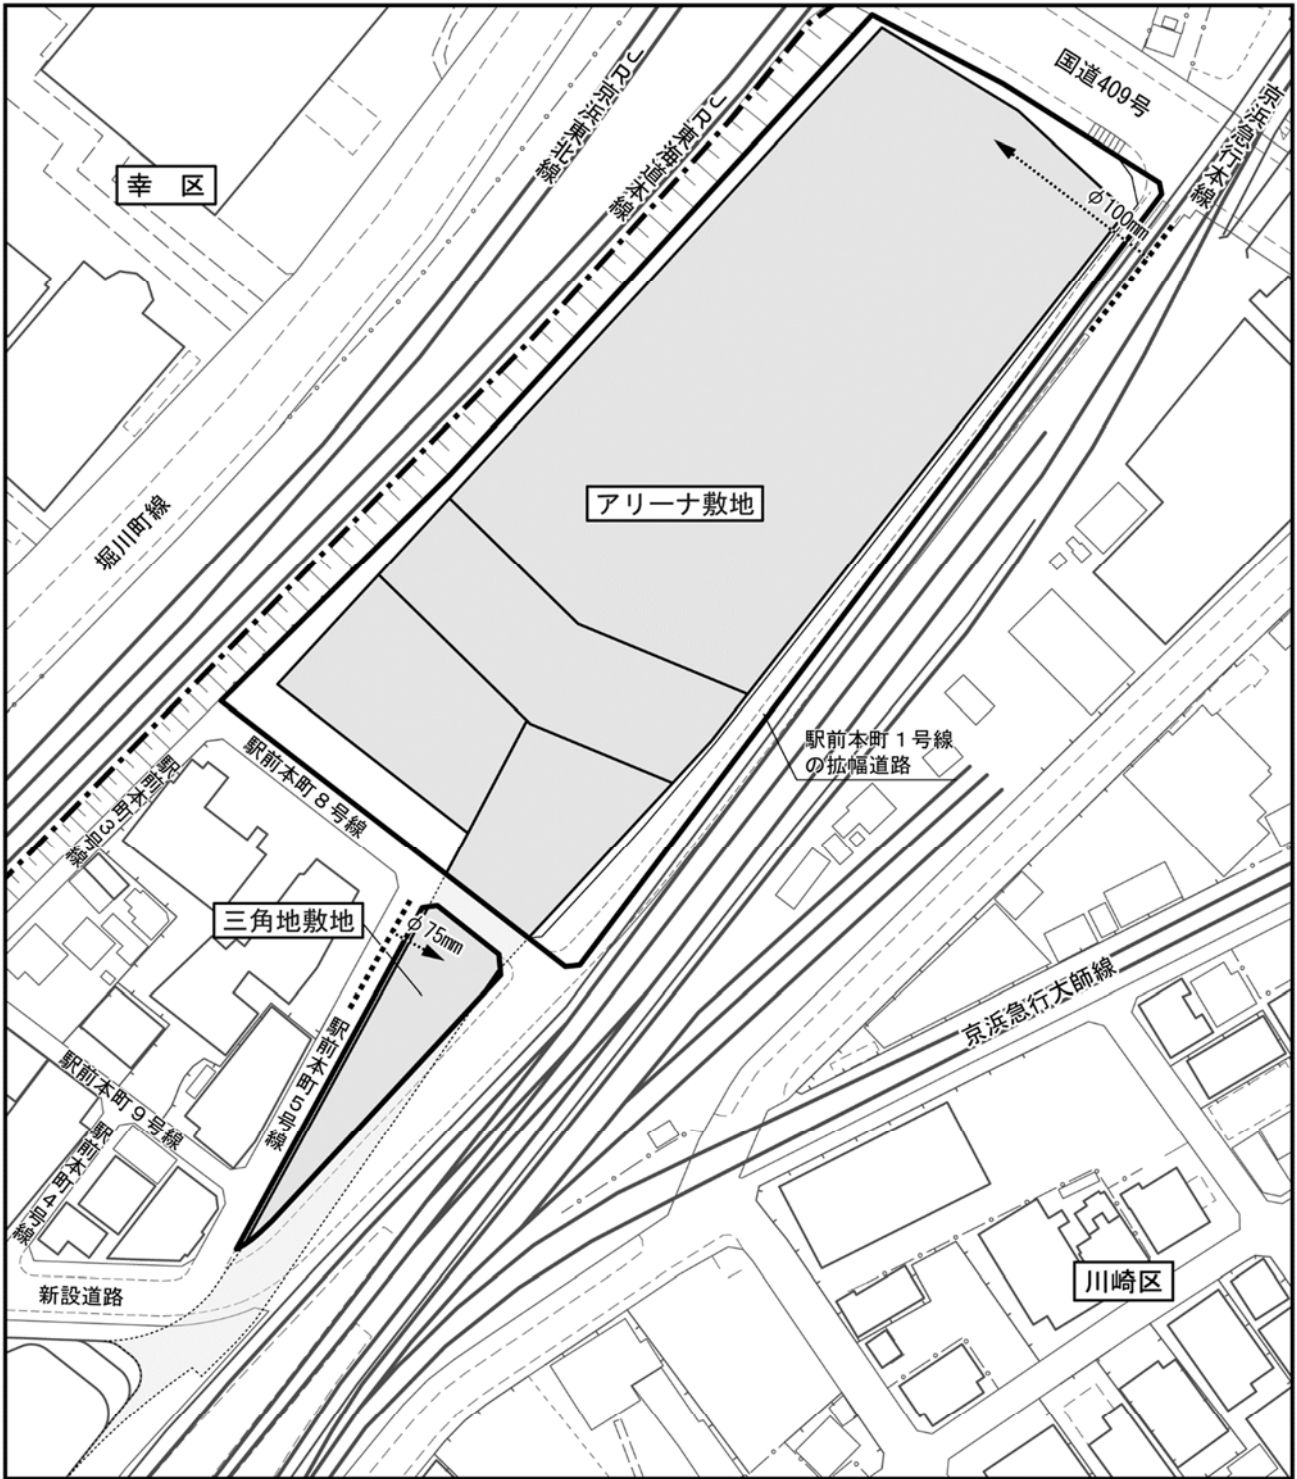 国道409号
京浜急行本線
JR京浜東北線
JR東海道本線
幸　区
φ100mm
アリーナ敷地
堀川町線
駅前本町１号線
の拡幅道路
駅前本町８号線
駅前本町3号線
三角地敷地
φ75mm
京浜急行大師線
駅前本町５号線
駅前本町９号線
駅前本町４号線
川崎区
新設道路